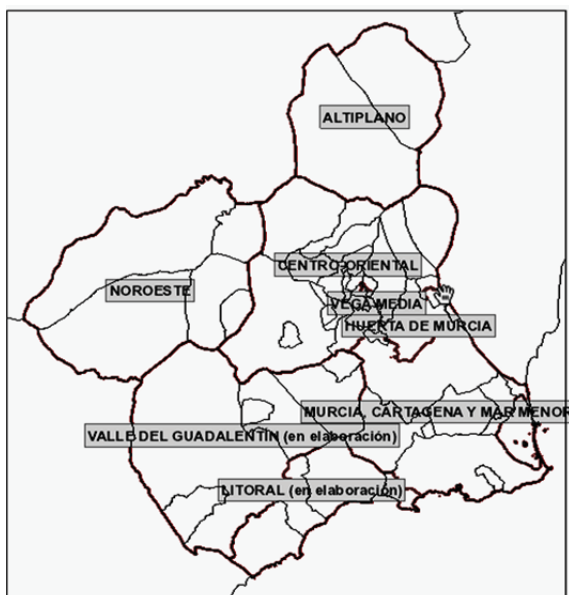 ALTIPLANO
CENTRO-ORIENTAL
NOROESTE
VEGA MEDIA
HUERTA DE MURCIA
MURCIA, CARTAGENA Y MAR MENOR
VALLE DEL GUADALENTÍN (en elaboración)
LITORAL (en elaboración)